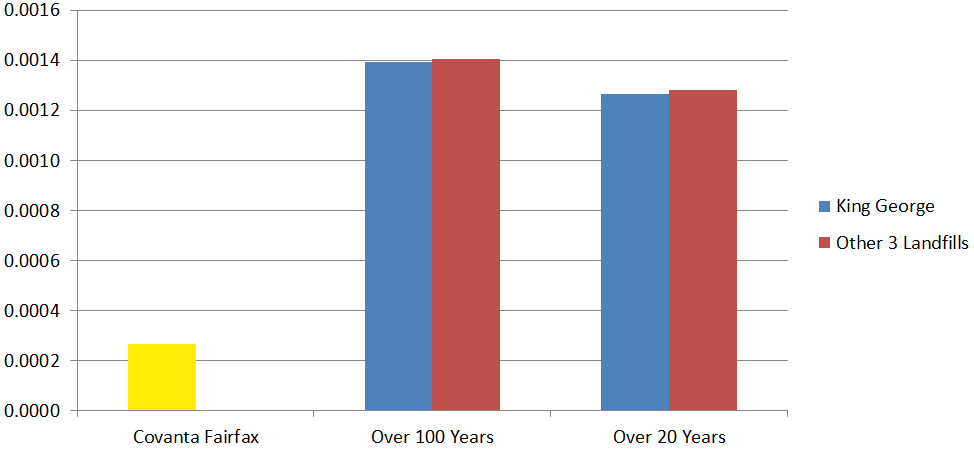 0.0016
0.0014
0.0012
0.0010
0.0008
0.0006
0.0004
0.0002
0.0000
Covanta Fairfax
Over 100 Years
Over 20 Years
King George
Other 3 Landfills